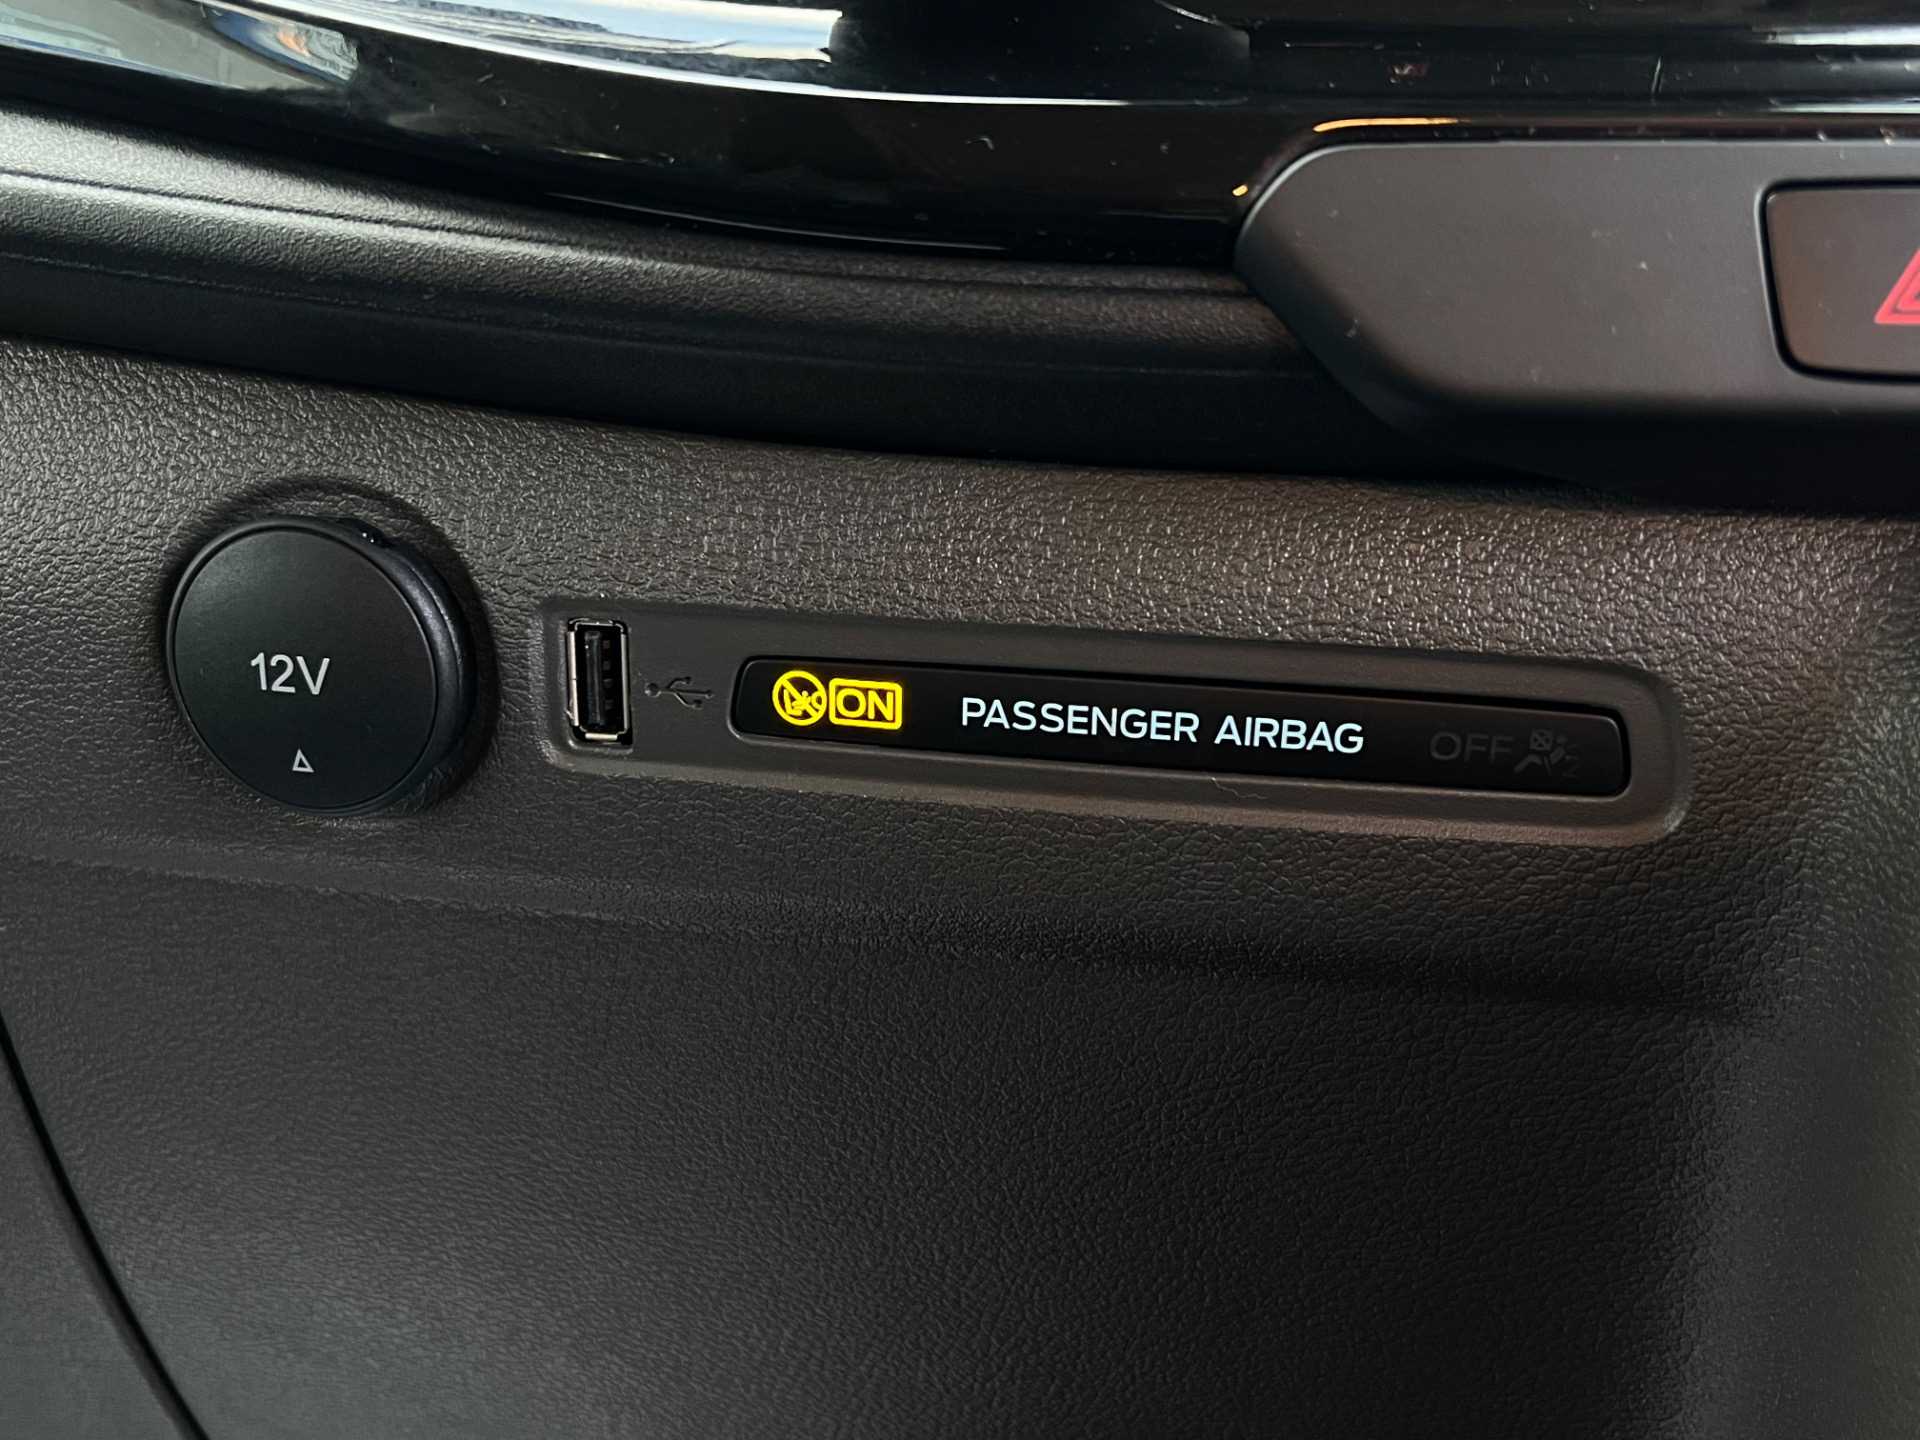 12V
ON PASSENGER AIRBAG OFF